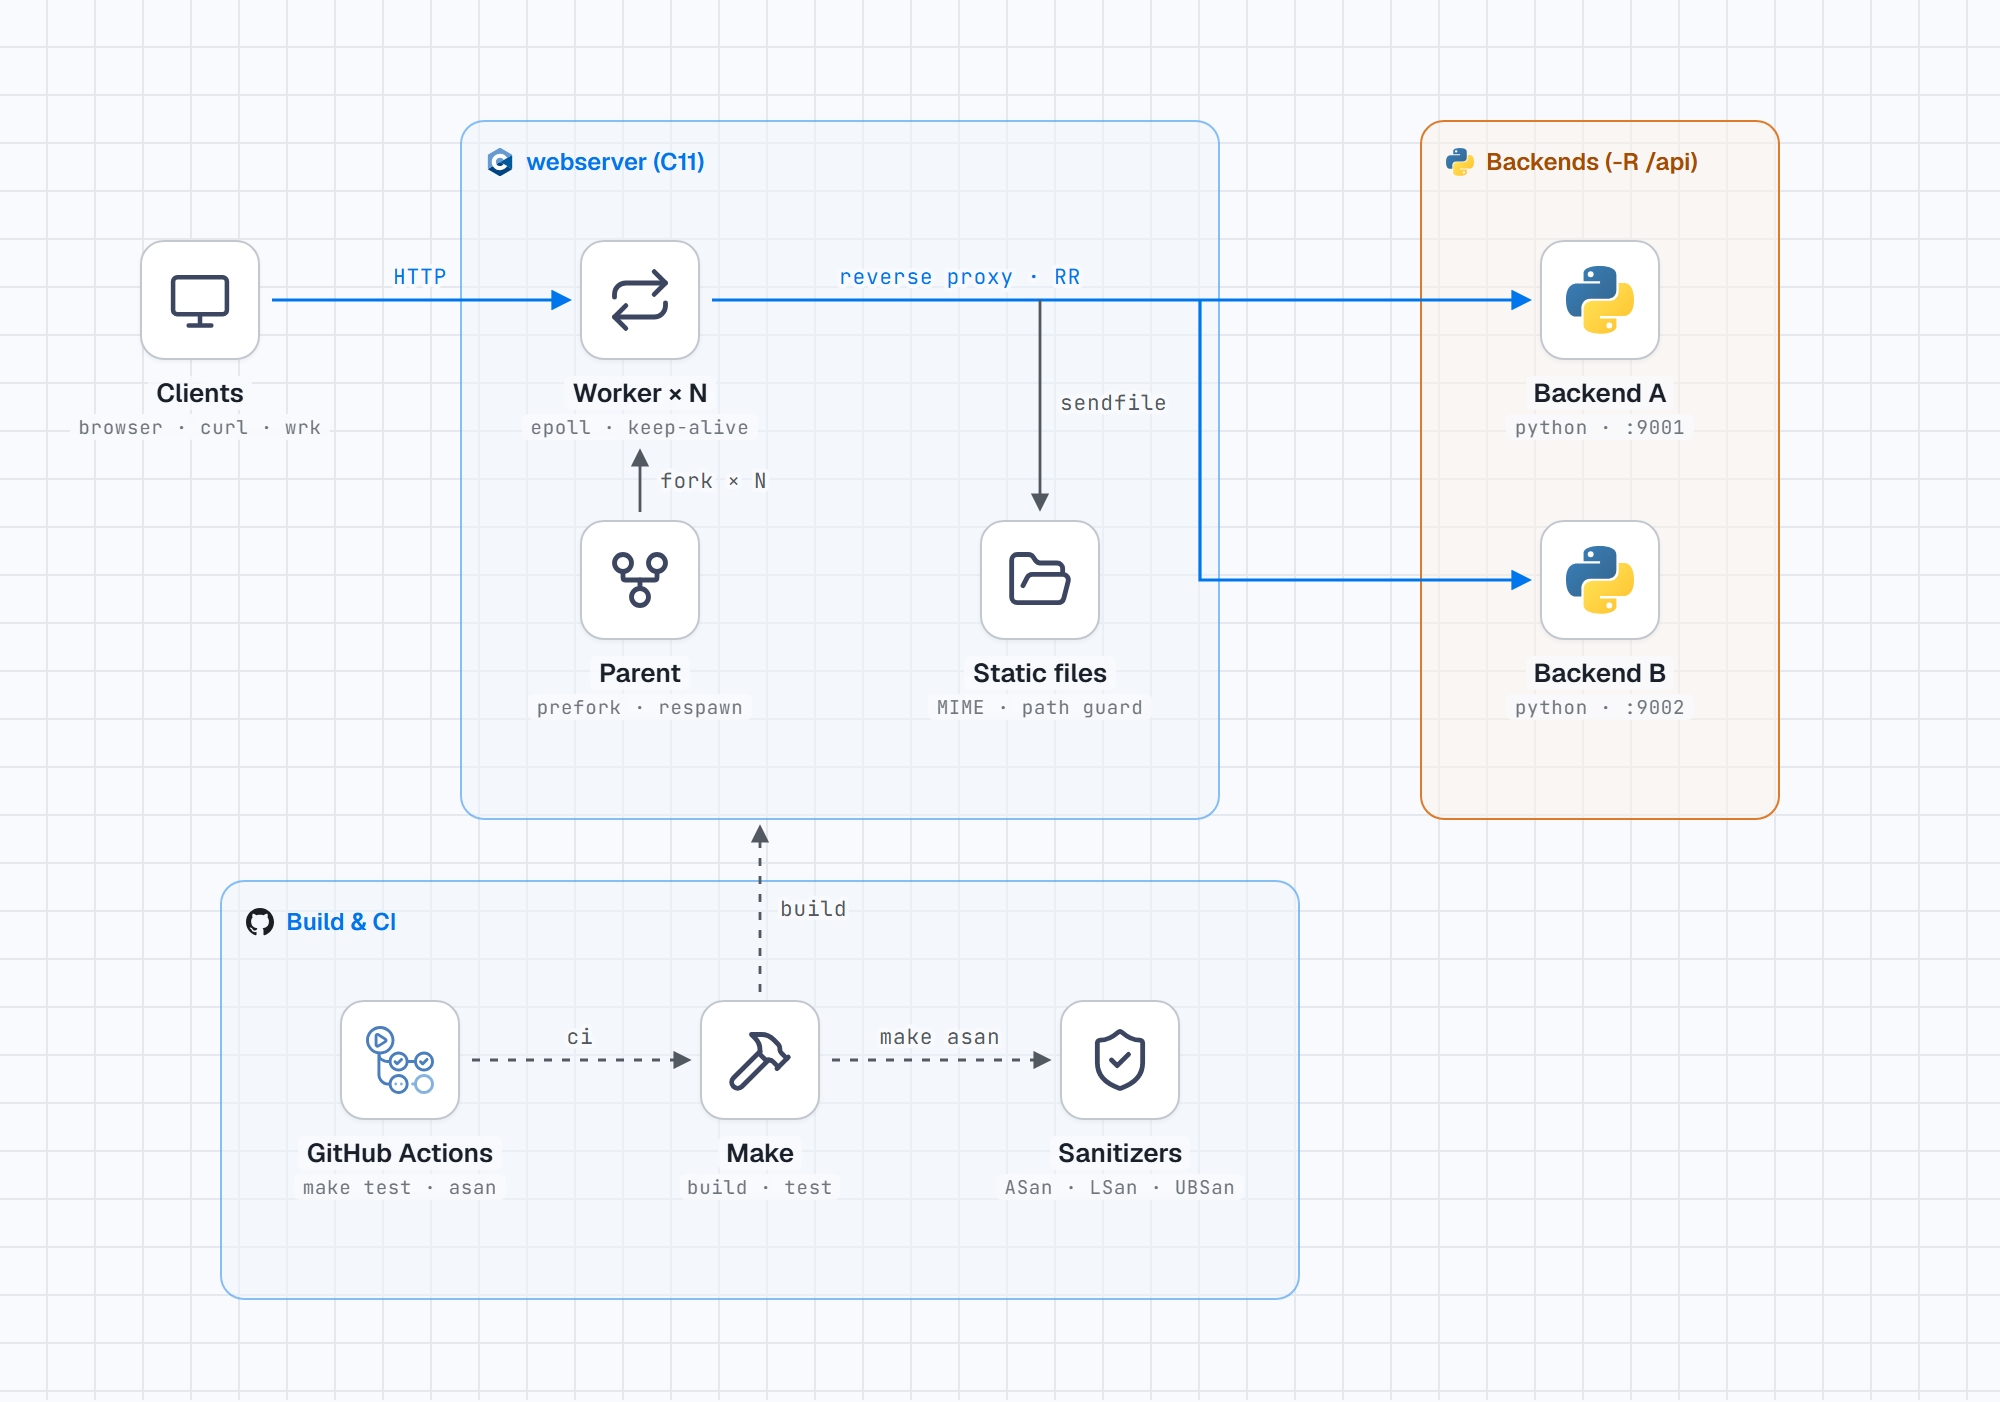 webserver (C11)
Backends (-R /api)
HTTP
reverse proxy · RR
Clients
browser · curl · wrk
Worker × N
epoll · keep-alive
sendfile
Backend A
python · :9001
fork × N
Parent
prefork · respawn
Static files
MIME · path guard
Backend B
python · :9002
build
Build & CI
ci
make asan
GitHub Actions
make test · asan
Make
build · test
Sanitizers
ASan · LSan · UBSan